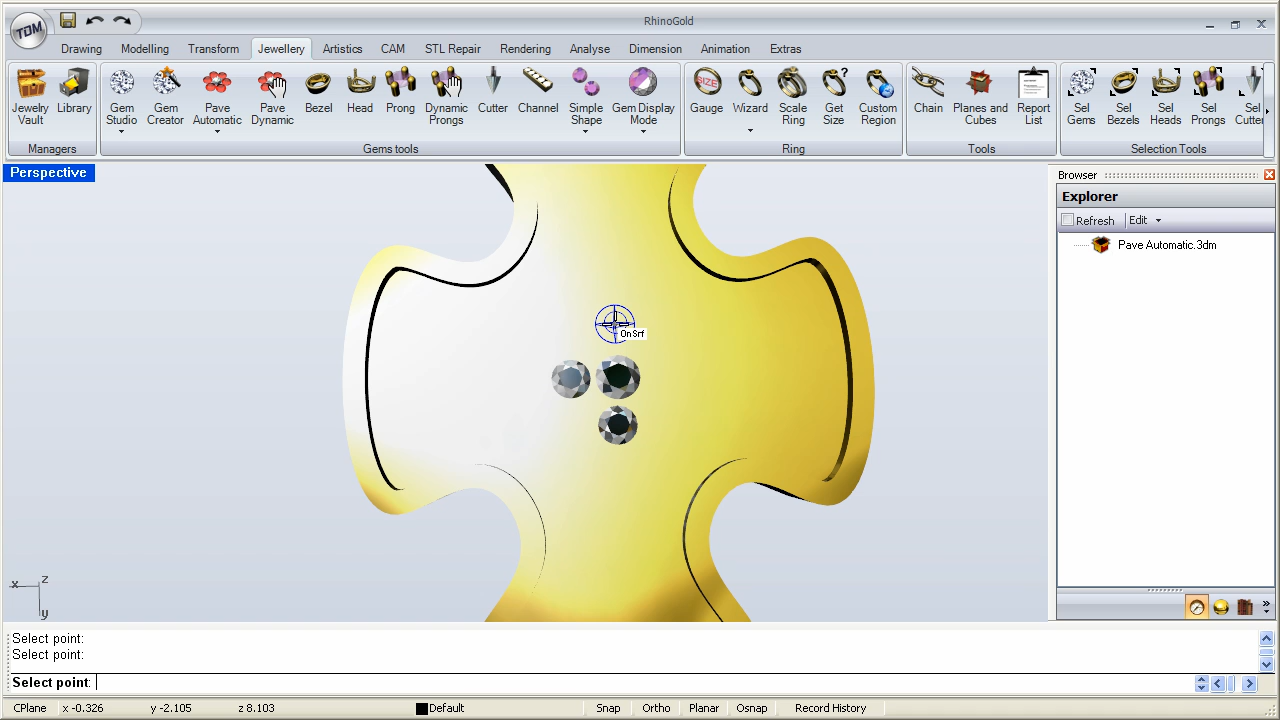 RhinoGold
TDM
Drawing Modelling Transform Jewellery Artistics CAM STL Repair Rendering Analyse Dimension Animation Extras
Jewelry Vault
Library
Gem Studio
Gem Creator
Pave Automatic
Pave Dynamic
Bezel
Head
Prong
Dynamic Prongs
Cutter
Channel
Simple Shape
Gem Display Mode
SIZE
Gauge
Wizard
Scale Ring
?
Get Size
Custom Region
Chain
Planes and Cubes
Report List
Sel Gems
Sel Bezels
Sel Heads
Sel Prongs
Sel Cutte
Managers
Gems tools
Ring
Tools
Selection Tools
Perspective
Browser
Explorer
Refresh Edit
Pave Automatic.3dm
OnSrf
x z
y
Select point:
Select point:
Select point:
CPlane x -0.326 y -2.105 z 8.103 Default Snap Ortho Planar Osnap Record History